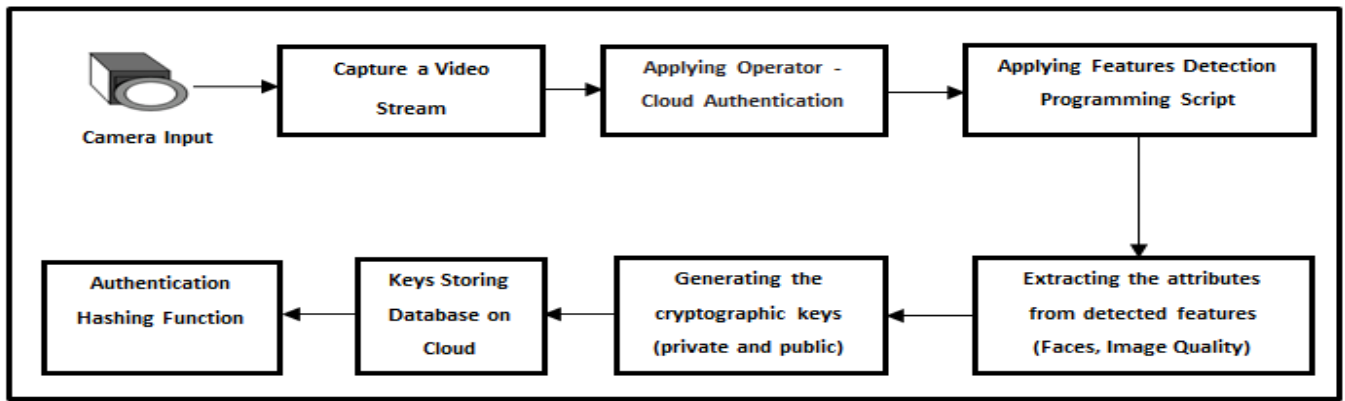 Camera Input
Capture a Video
Stream
Applying Operator -
Cloud Authentication
Applying Features Detection
Programming Script
Extracting the attributes
from detected features
(Faces, Image Quality)
Generating the
cryptographic keys
(private and public)
Keys Storing
Database on
Cloud
Authentication
Hashing Function